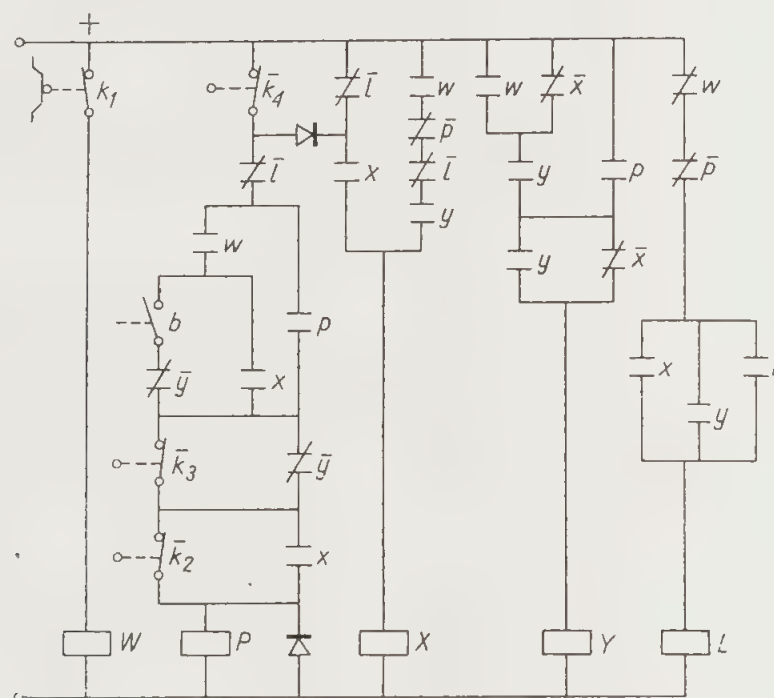 +
k1 k̄4 l̄ w w x̄ w
p̄ p̄
l̄ x l̄ y p
w y
y x̄
b p
ȳ x x
y
k̄3 ȳ
k̄2 x
W P X Y L